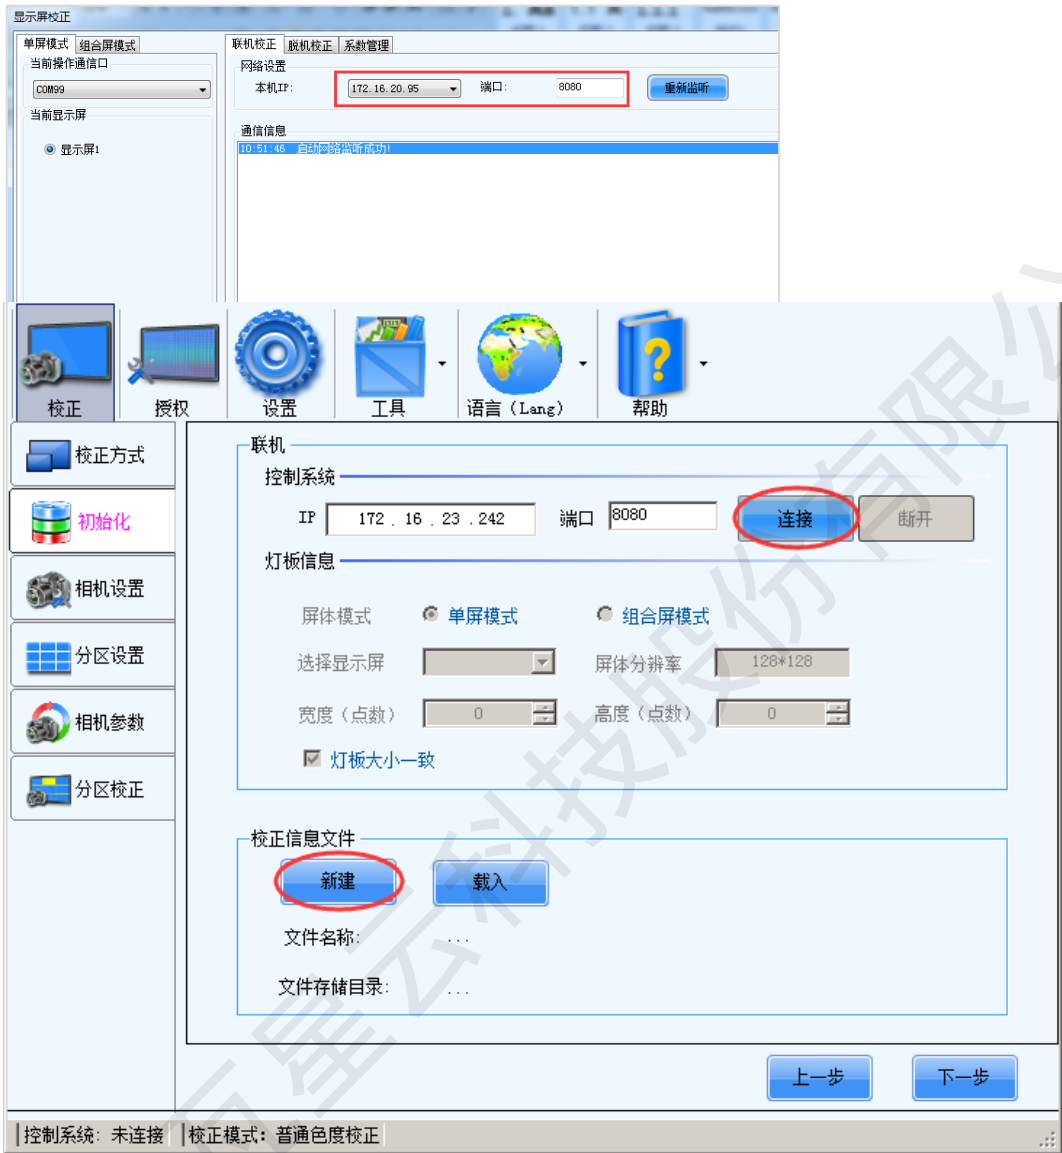 显示屏校正
单屏模式 组合屏模式
当前操作通信口
COM99
当前显示屏
显示屏1
联机校正 脱机校正 系数管理
网络设置
本机IP: 172.16.20.95 端口: 8080 重新监听
通信信息
10:51:46 启动网络监听成功!
校正 授权 设置 工具 语言（Lang） 帮助
校正方式
初始化
相机设置
分区设置
相机参数
分区校正
联机
控制系统
IP 172 . 16 . 23 .242 端口 8080 连接 断开
灯板信息
屏体模式 单屏模式 组合屏模式
选择显示屏 屏体分辨率 128*128
宽度（点数） 0 高度（点数） 0
灯板大小一致
校正信息文件
新建 载入
文件名称: ...
文件存储目录: ...
上一步 下一步
控制系统: 未连接 校正模式: 普通色度校正
星云科技股份有限公